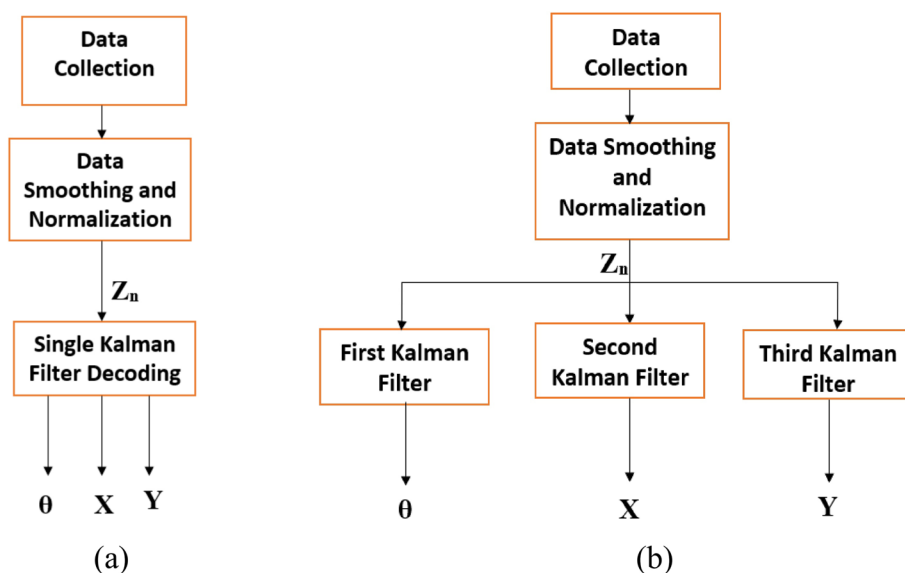 Data
Collection
Data
Smoothing and
Normalization
Zn
Single Kalman
Filter Decoding
θ X Y
(a)
Data
Collection
Data Smoothing
and
Normalization
Zn
First Kalman
Filter
Second
Kalman Filter
Third Kalman
Filter
θ X Y
(b)